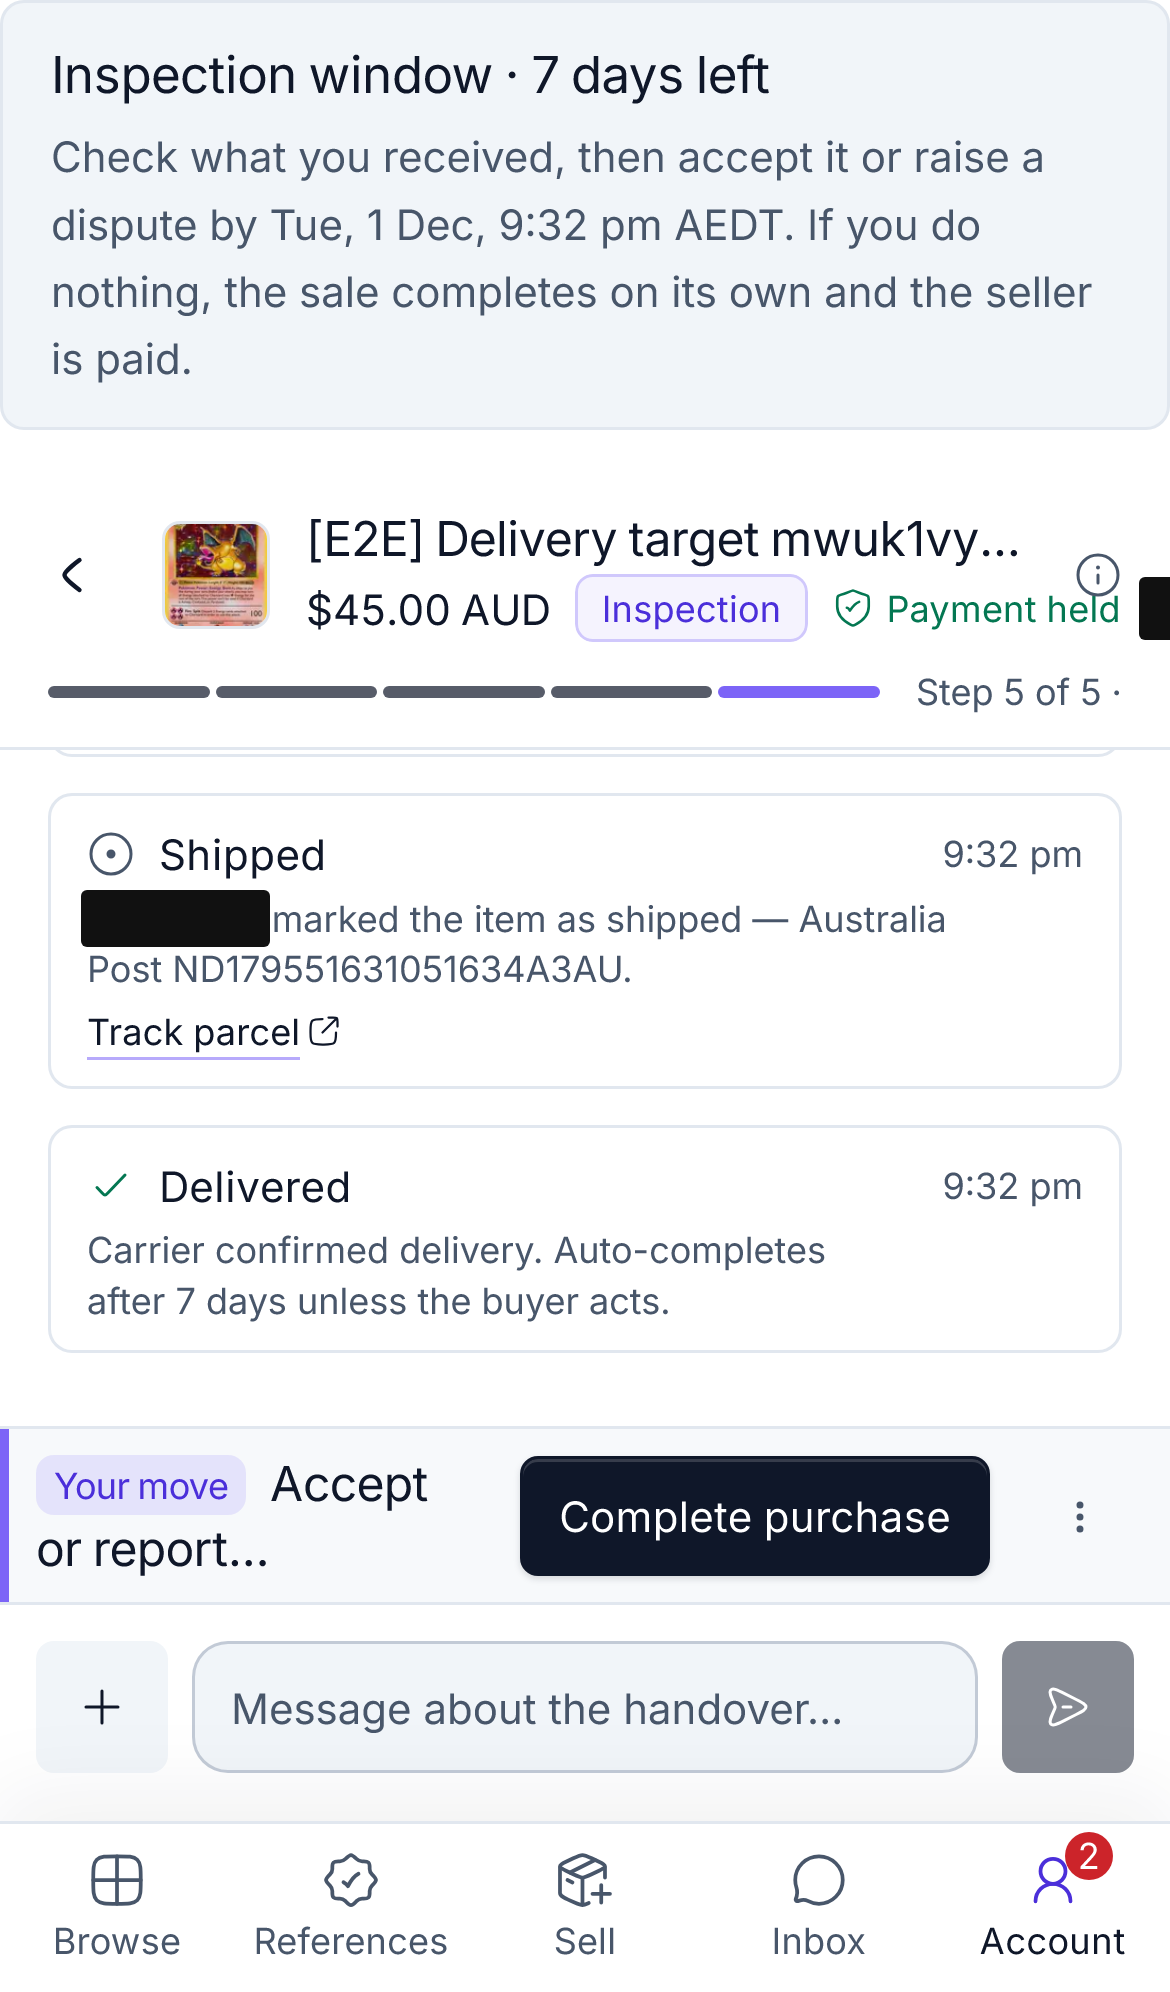 Inspection window · 7 days left
Check what you received, then accept it or raise a
dispute by Tue, 1 Dec, 9:32 pm AEDT. If you do
nothing, the sale completes on its own and the seller
is paid.
[E2E] Delivery target mwuk1vy...
$45.00 AUD Inspection Payment held
Step 5 of 5 ·
Shipped 9:32 pm
marked the item as shipped — Australia
Post ND179551631051634A3AU.
Track parcel
Delivered 9:32 pm
Carrier confirmed delivery. Auto-completes
after 7 days unless the buyer acts.
Your move Accept
or report...
Complete purchase
Message about the handover...
2
Browse References Sell Inbox Account